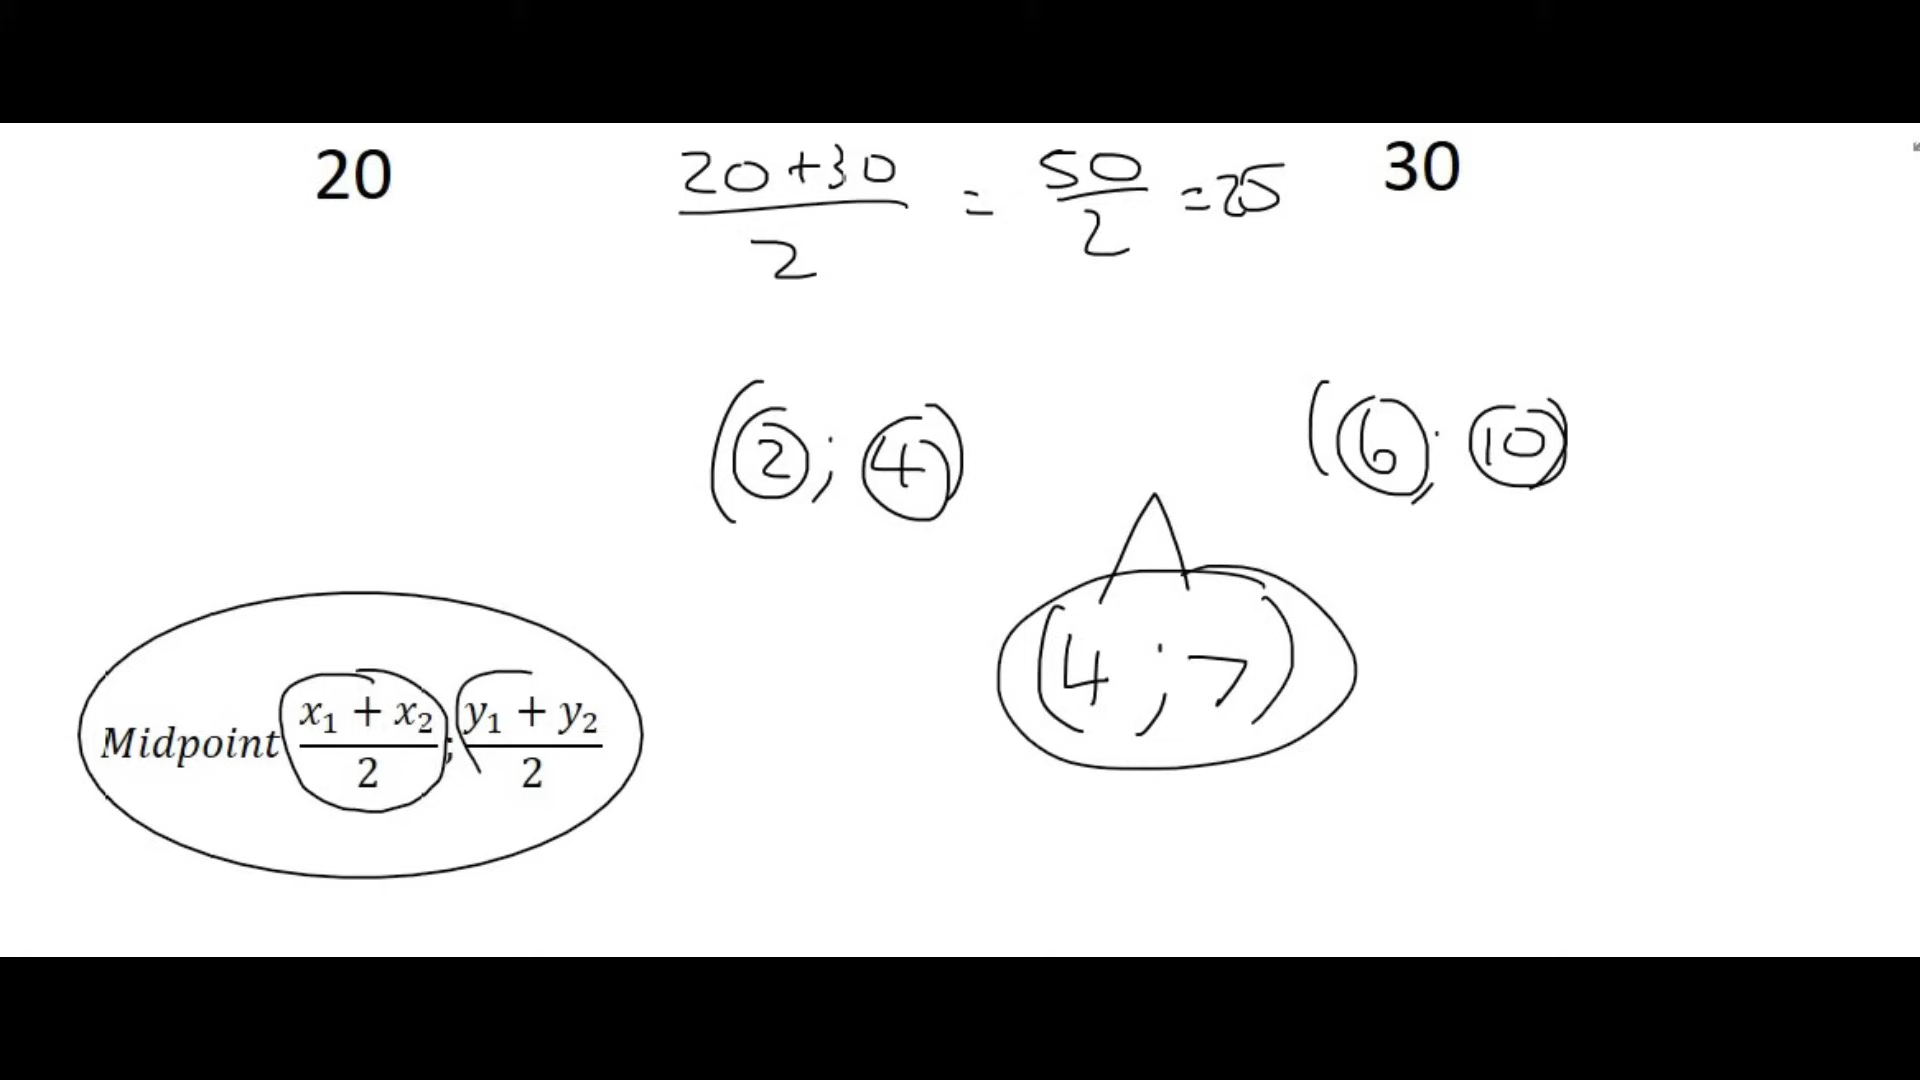 20 20+30/2 = 50/2 = 25 30
(2 ; 4) (6 ; 10)
(4 ; 7)
Midpoint x₁ + x₂/2 ; y₁ + y₂/2